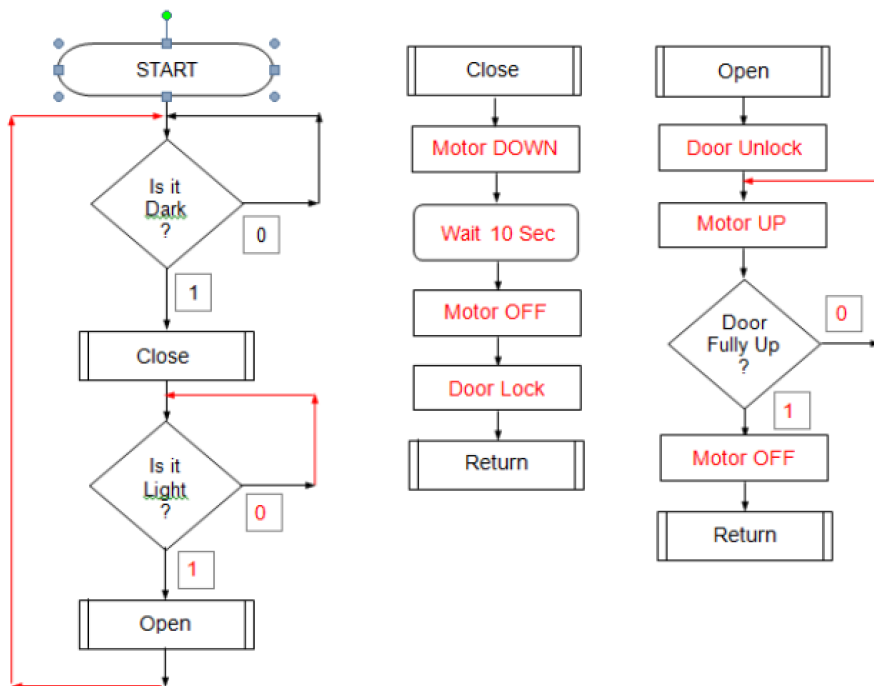 START
Is it
Dark
?
0
1
Close
Is it
Light
?
0
1
Open
Close
Motor DOWN
Wait 10 Sec
Motor OFF
Door Lock
Return
Open
Door Unlock
Motor UP
Door
Fully Up
?
0
1
Motor OFF
Return